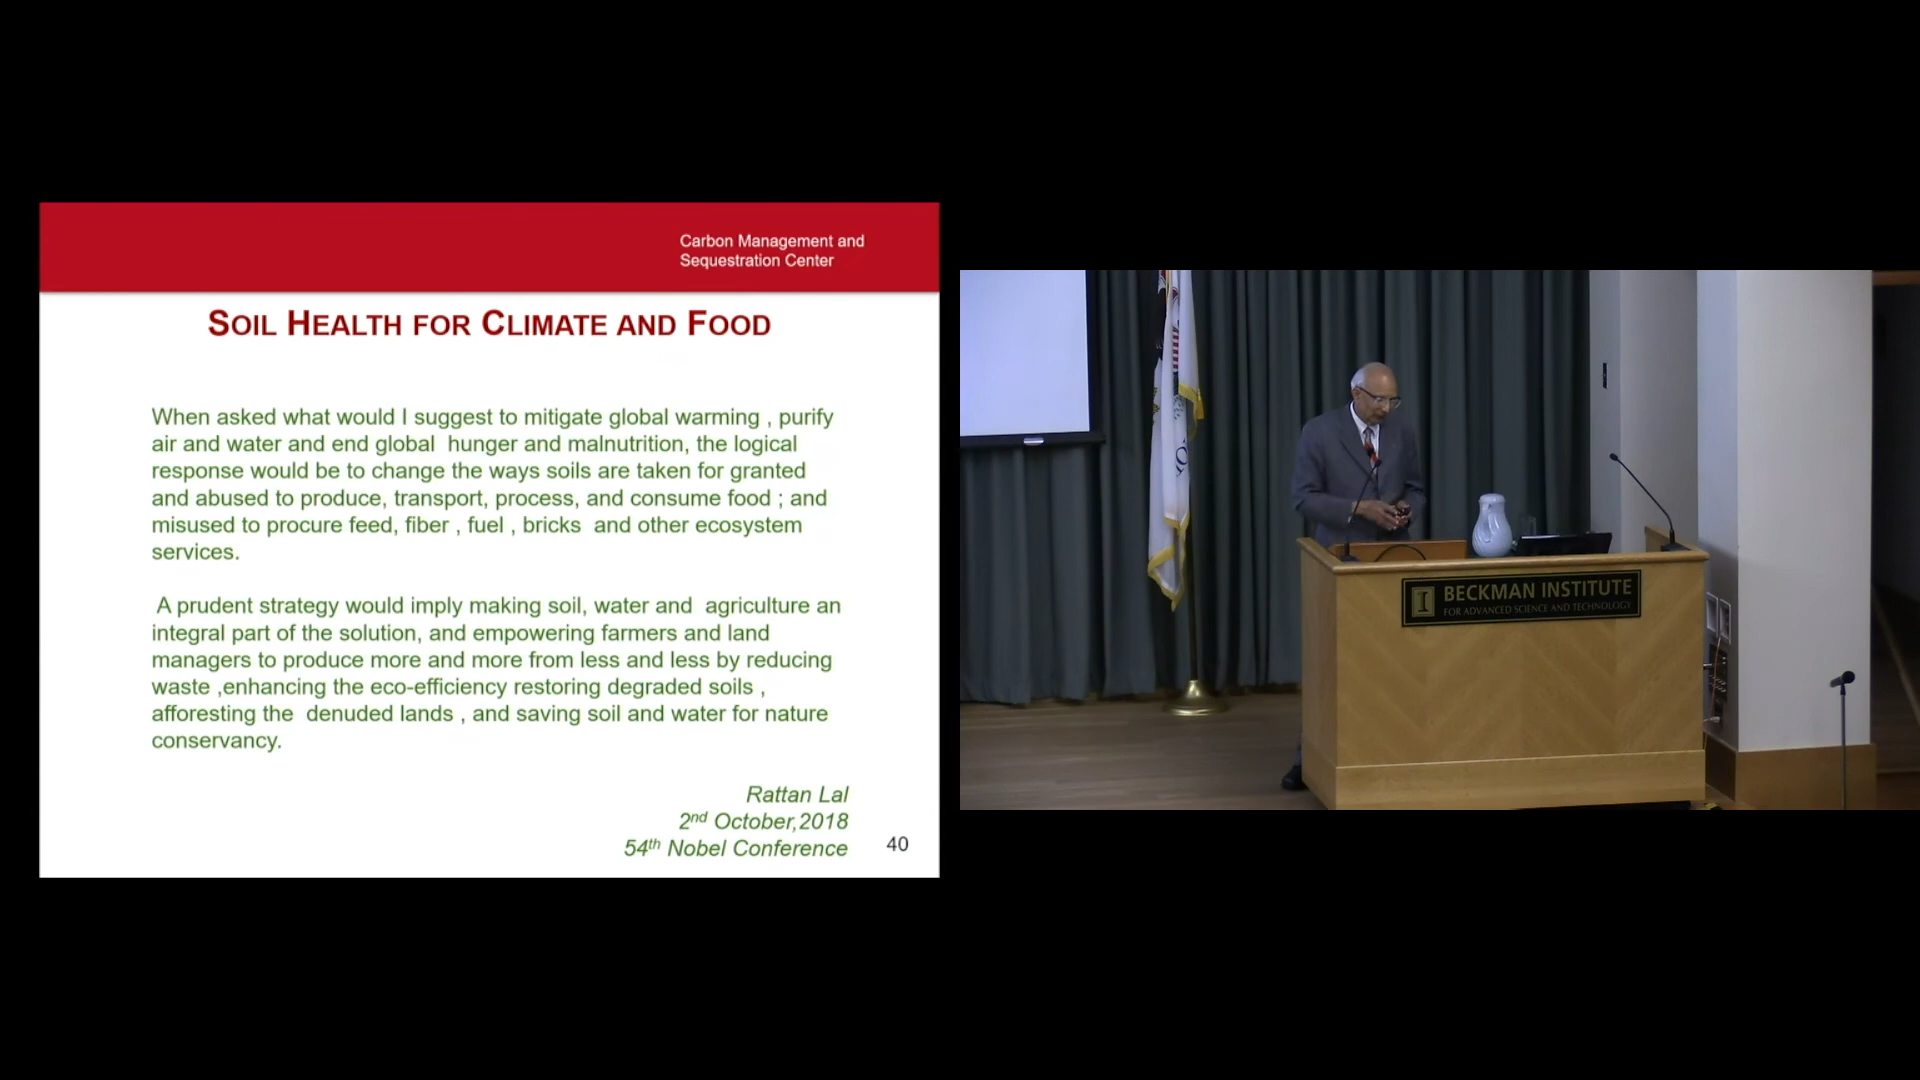 Carbon Management and
Sequestration Center
SOIL HEALTH FOR CLIMATE AND FOOD
When asked what would I suggest to mitigate global warming , purify
air and water and end global hunger and malnutrition, the logical
response would be to change the ways soils are taken for granted
and abused to produce, transport, process, and consume food ; and
misused to procure feed, fiber , fuel , bricks and other ecosystem
services.
A prudent strategy would imply making soil, water and agriculture an
integral part of the solution, and empowering farmers and land
managers to produce more and more from less and less by reducing
waste ,enhancing the eco-efficiency restoring degraded soils ,
afforesting the denuded lands , and saving soil and water for nature
conservancy.
Rattan Lal
2nd October,2018
54th Nobel Conference
40
I BECKMAN INSTITUTE
FOR ADVANCED SCIENCE AND TECHNOLOGY